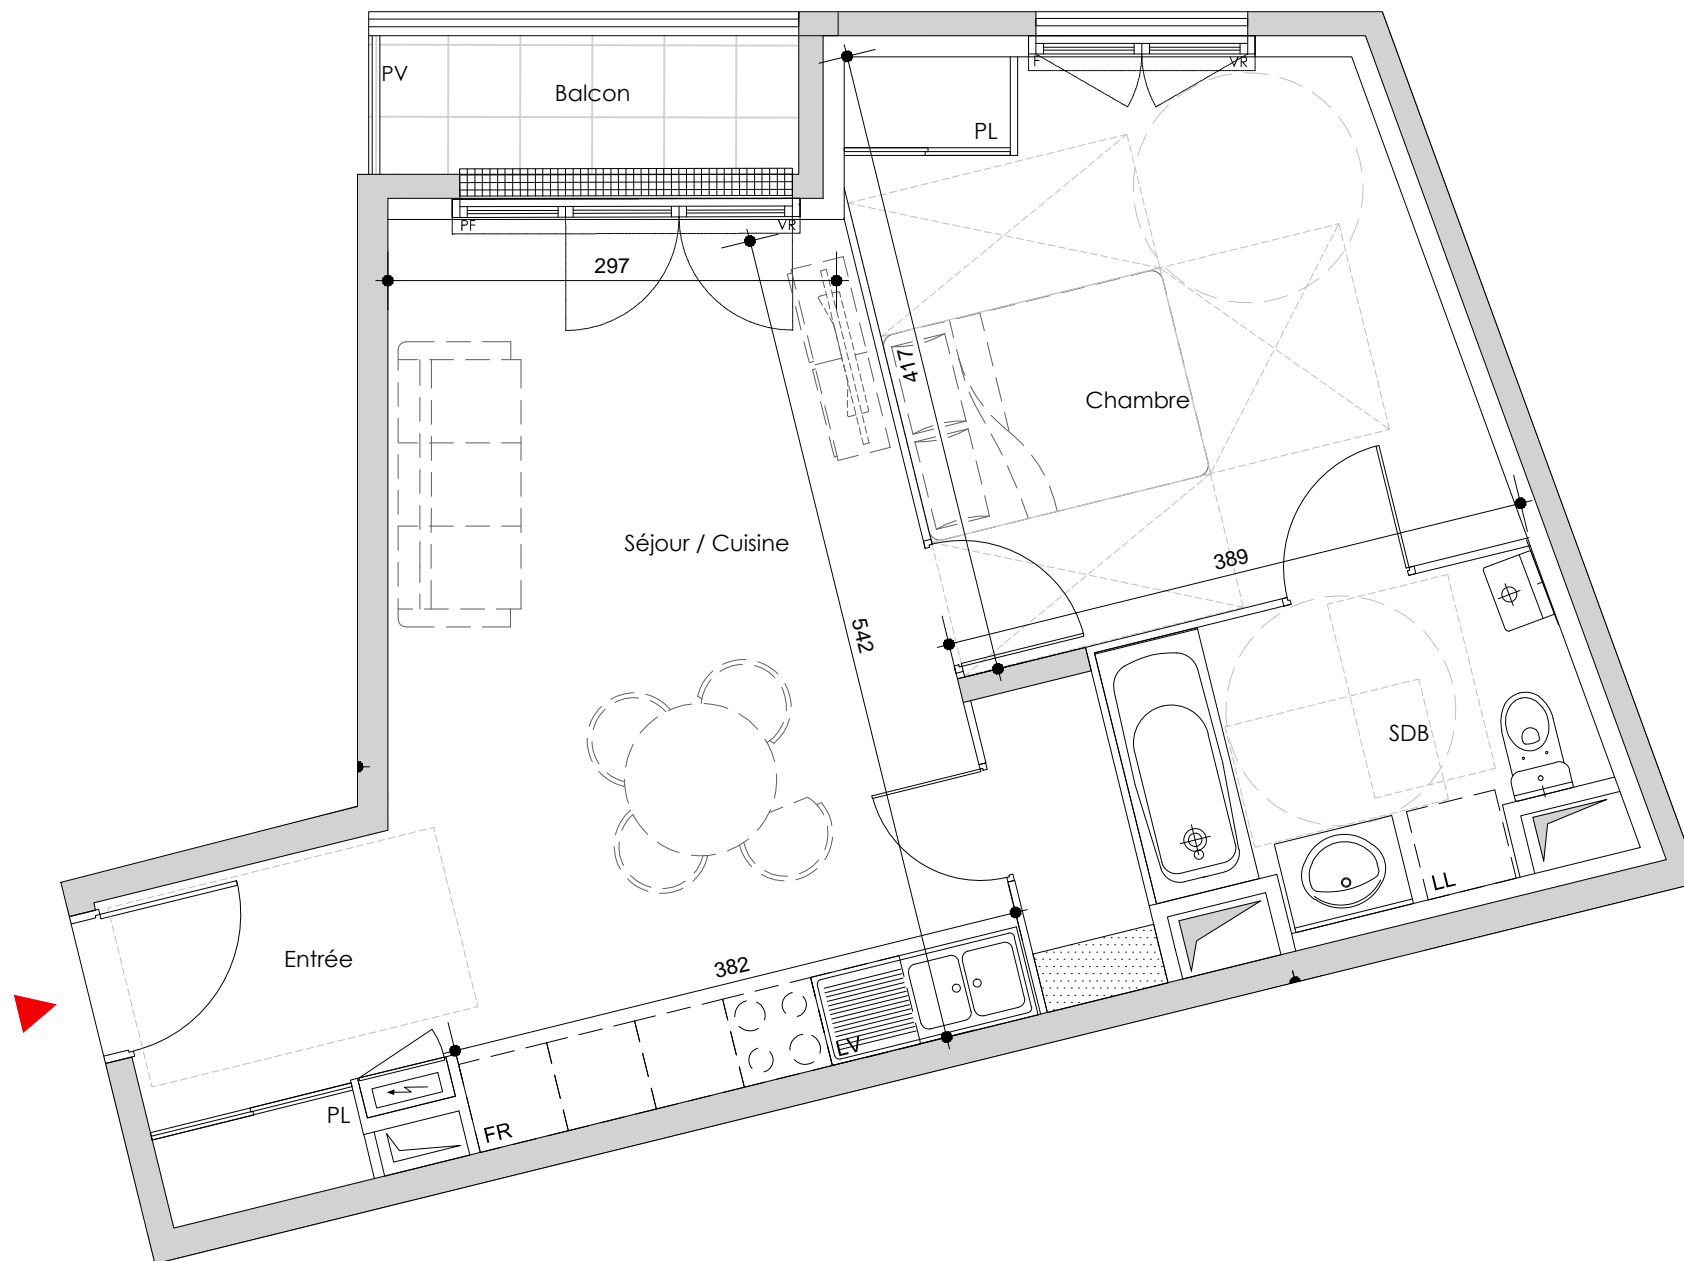 PV
Balcon
F
VR
PL
PF
VR
297
417
Chambre
Séjour / Cuisine
389
542
SDB
Entrée
382
LL
LV
PL
FR